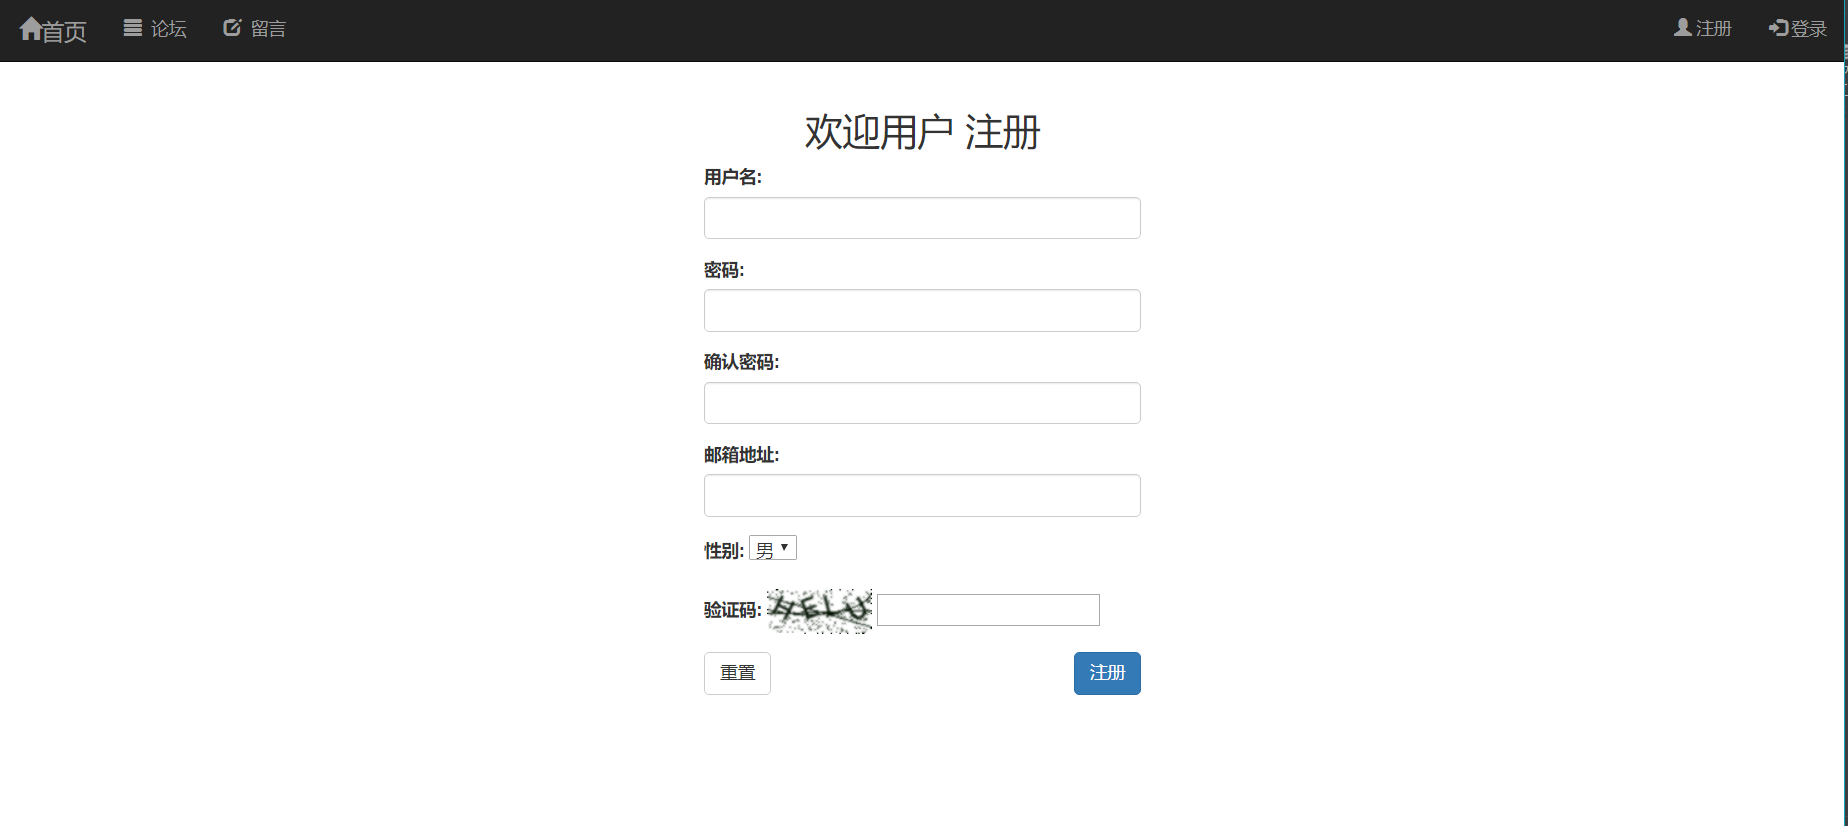 首页 论坛 留言 注册 登录
欢迎用户 注册
用户名:
密码:
确认密码:
邮箱地址:
性别: 男
验证码:
重置 注册